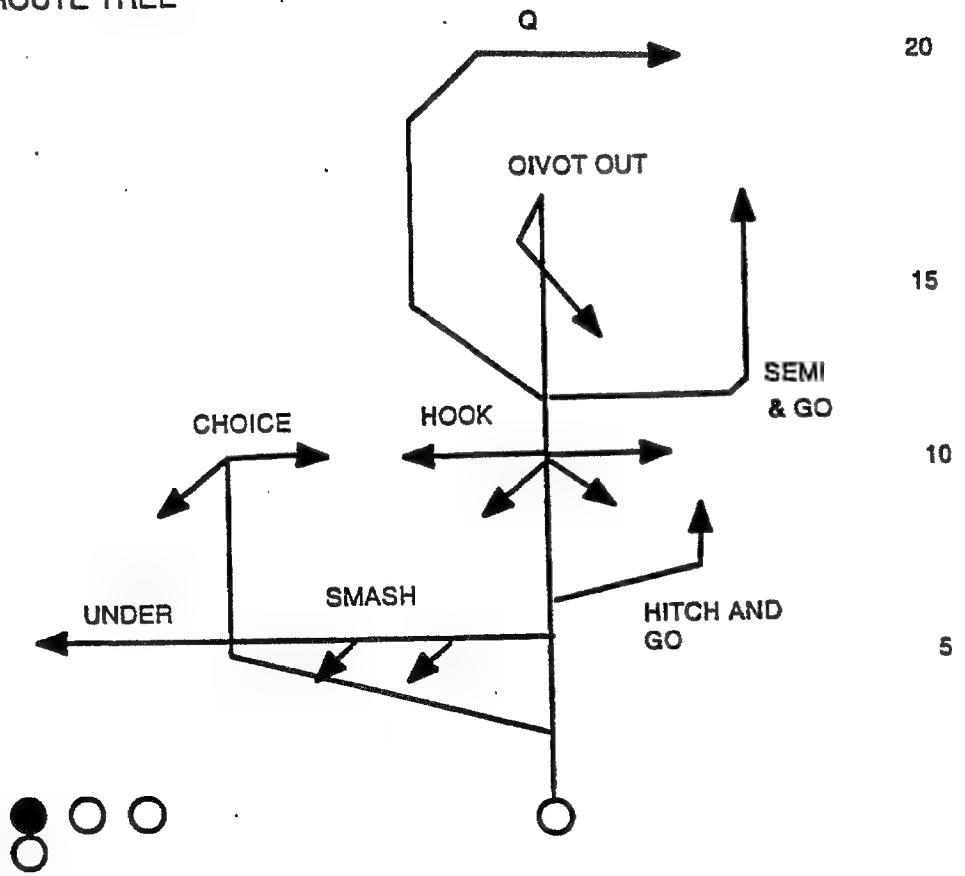 ROUTE TREE
Q
20
OIVOT OUT
15
SEMI
& GO
CHOICE
HOOK
10
SMASH
UNDER
HITCH AND
GO
5